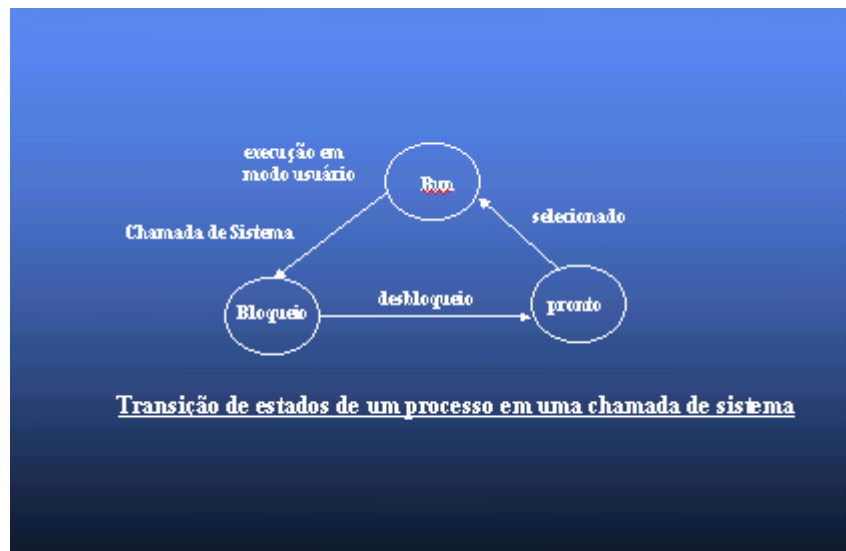 execução em
modo usuário
Run
selecionado
Chamada de Sistema
Bloqueio
desbloqueio
pronto
Transição de estados de um processo em uma chamada de sistema